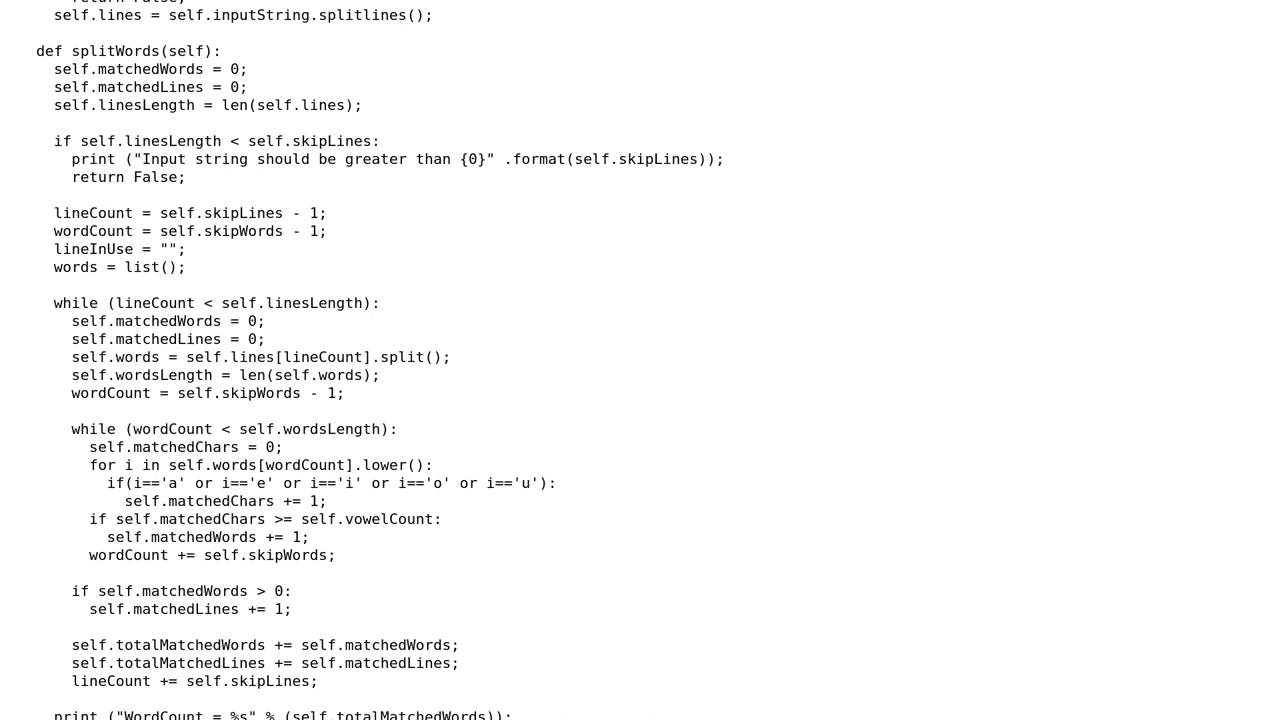 return False;
self.lines = self.inputString.splitlines();
def splitWords(self):
self.matchedWords = 0;
self.matchedLines = 0;
self.linesLength = len(self.lines);
if self.linesLength < self.skipLines:
print ("Input string should be greater than {0}" .format(self.skipLines));
return False;
lineCount = self.skipLines - 1;
wordCount = self.skipWords - 1;
lineInUse = "";
words = list();
while (lineCount < self.linesLength):
self.matchedWords = 0;
self.matchedLines = 0;
self.words = self.lines[lineCount].split();
self.wordsLength = len(self.words);
wordCount = self.skipWords - 1;
while (wordCount < self.wordsLength):
self.matchedChars = 0;
for i in self.words[wordCount].lower():
if(i=='a' or i=='e' or i=='i' or i=='o' or i=='u'):
self.matchedChars += 1;
if self.matchedChars >= self.vowelCount:
self.matchedWords += 1;
wordCount += self.skipWords;
if self.matchedWords > 0:
self.matchedLines += 1;
self.totalMatchedWords += self.matchedWords;
self.totalMatchedLines += self.matchedLines;
lineCount += self.skipLines;
print ("WordCount = %s" % (self.totalMatchedWords));